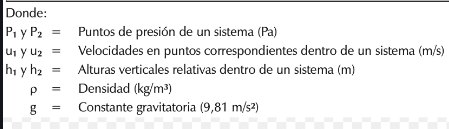 Donde:
P₁ y P₂ = Puntos de presión de un sistema (Pa)
u₁ y u₂ = Velocidades en puntos correspondientes dentro de un sistema (m/s)
h₁ y h₂ = Alturas verticales relativas dentro de un sistema (m)
ρ = Densidad (kg/m³)
g = Constante gravitatoria (9,81 m/s²)